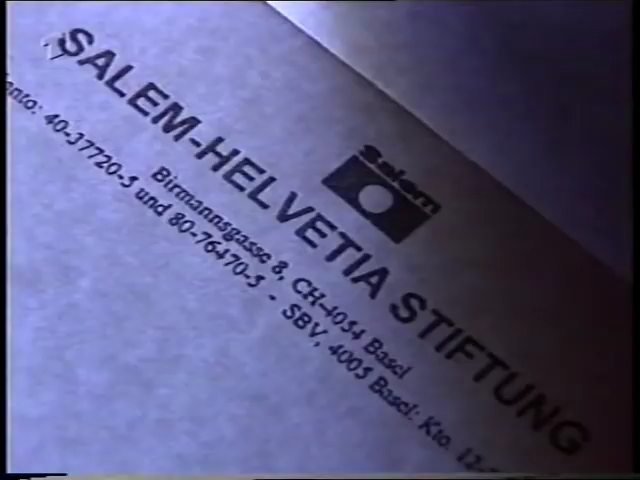 Salem
SALEM-HELVETIA STIFTUNG
Birmannsgasse 8, CH-4054 Basel
40-37720-5 und 80-76470-5 - SBV, 4005 Basel: Kto.